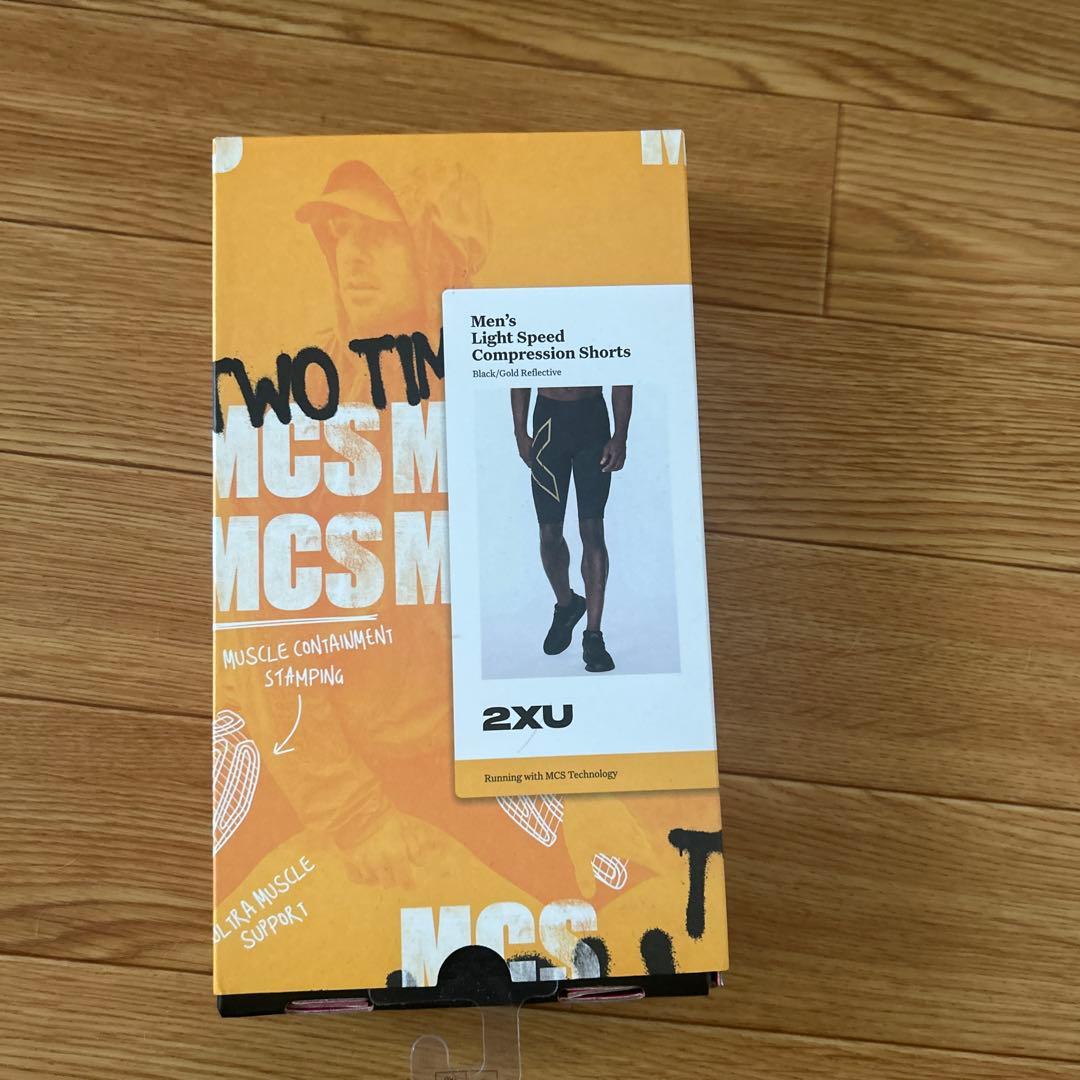 TWO TIM
MCS M
MCS M
MUSCLE CONTAINMENT
STAMPING
ULTRA MUSCLE
SUPPORT
MCS
T
M
Men's
Light Speed
Compression Shorts
Black/Gold Reflective
2XU
Running with MCS Technology